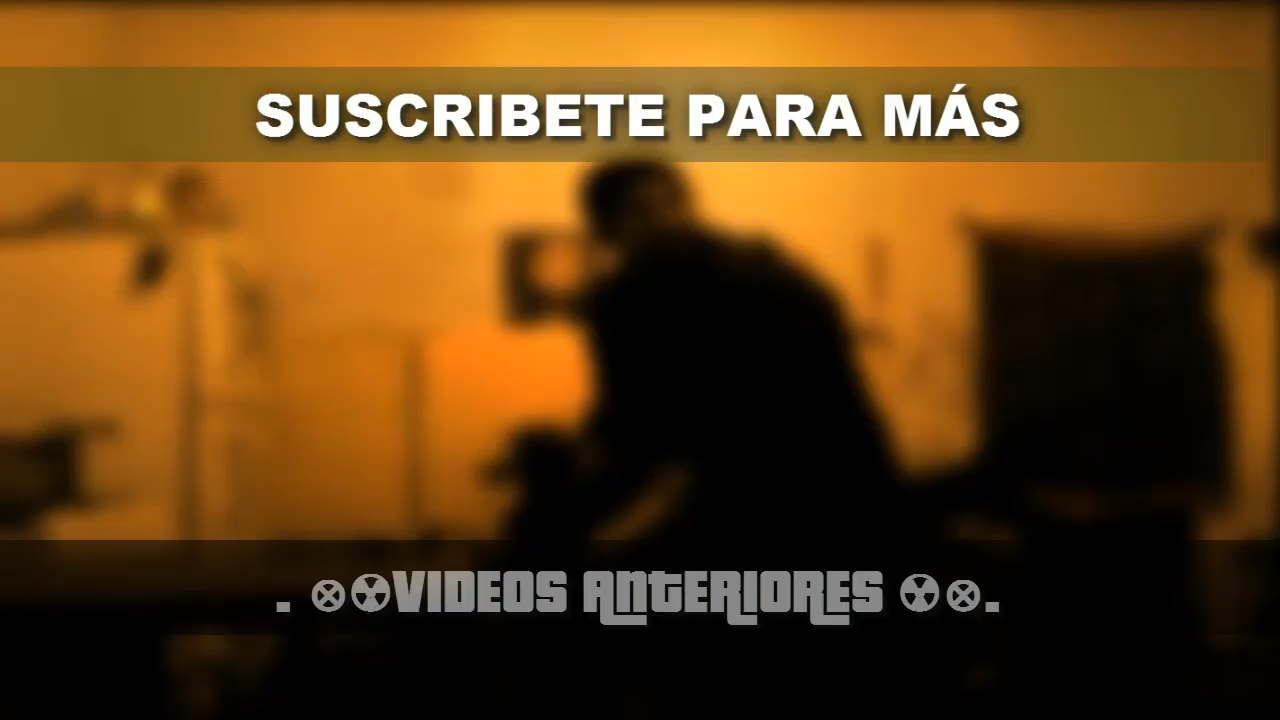 SUSCRIBETE PARA MÁS
. ⊗☢VIDEOS ANTERIORES ☢⊗.